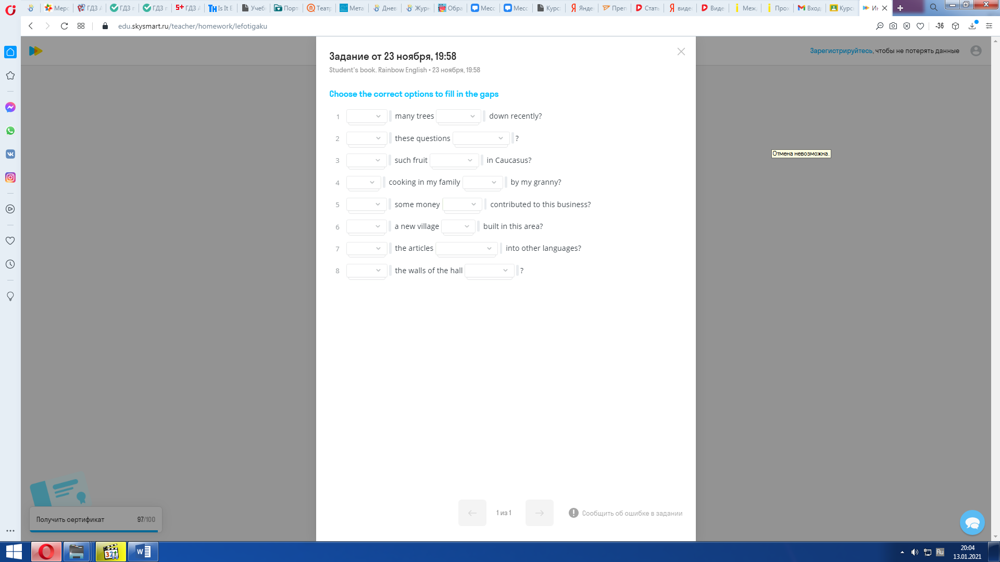 Мерс
ГДЗ А
ГДЗ п
ГДЗ п
5+ ГДЗ А
TH Is It E
Учеб
Порт
Театр
Мета
Днев
Журн
Обра
Месс
Месс
Курс
Я Янде
Преп
Стать
Я виде
Виде
Меж
Прох
Вход
Курс
Ин
edu.skysmart.ru/teacher/homework/lefotigaku
-36
Зарегистрируйтесь, чтобы не потерять данные
Задание от 23 ноября, 19:58
Student's book. Rainbow English • 23 ноября, 19:58
Choose the correct options to fill in the gaps
1 many trees down recently?
2 these questions ?
3 such fruit in Caucasus?
4 cooking in my family by my granny?
5 some money contributed to this business?
6 a new village built in this area?
7 the articles into other languages?
8 the walls of the hall ?
Отмена невозможна.
Получить сертификат 97/100
1 из 1
Сообщить об ошибке в задании
321
W
Ru
20:04
13.01.2021